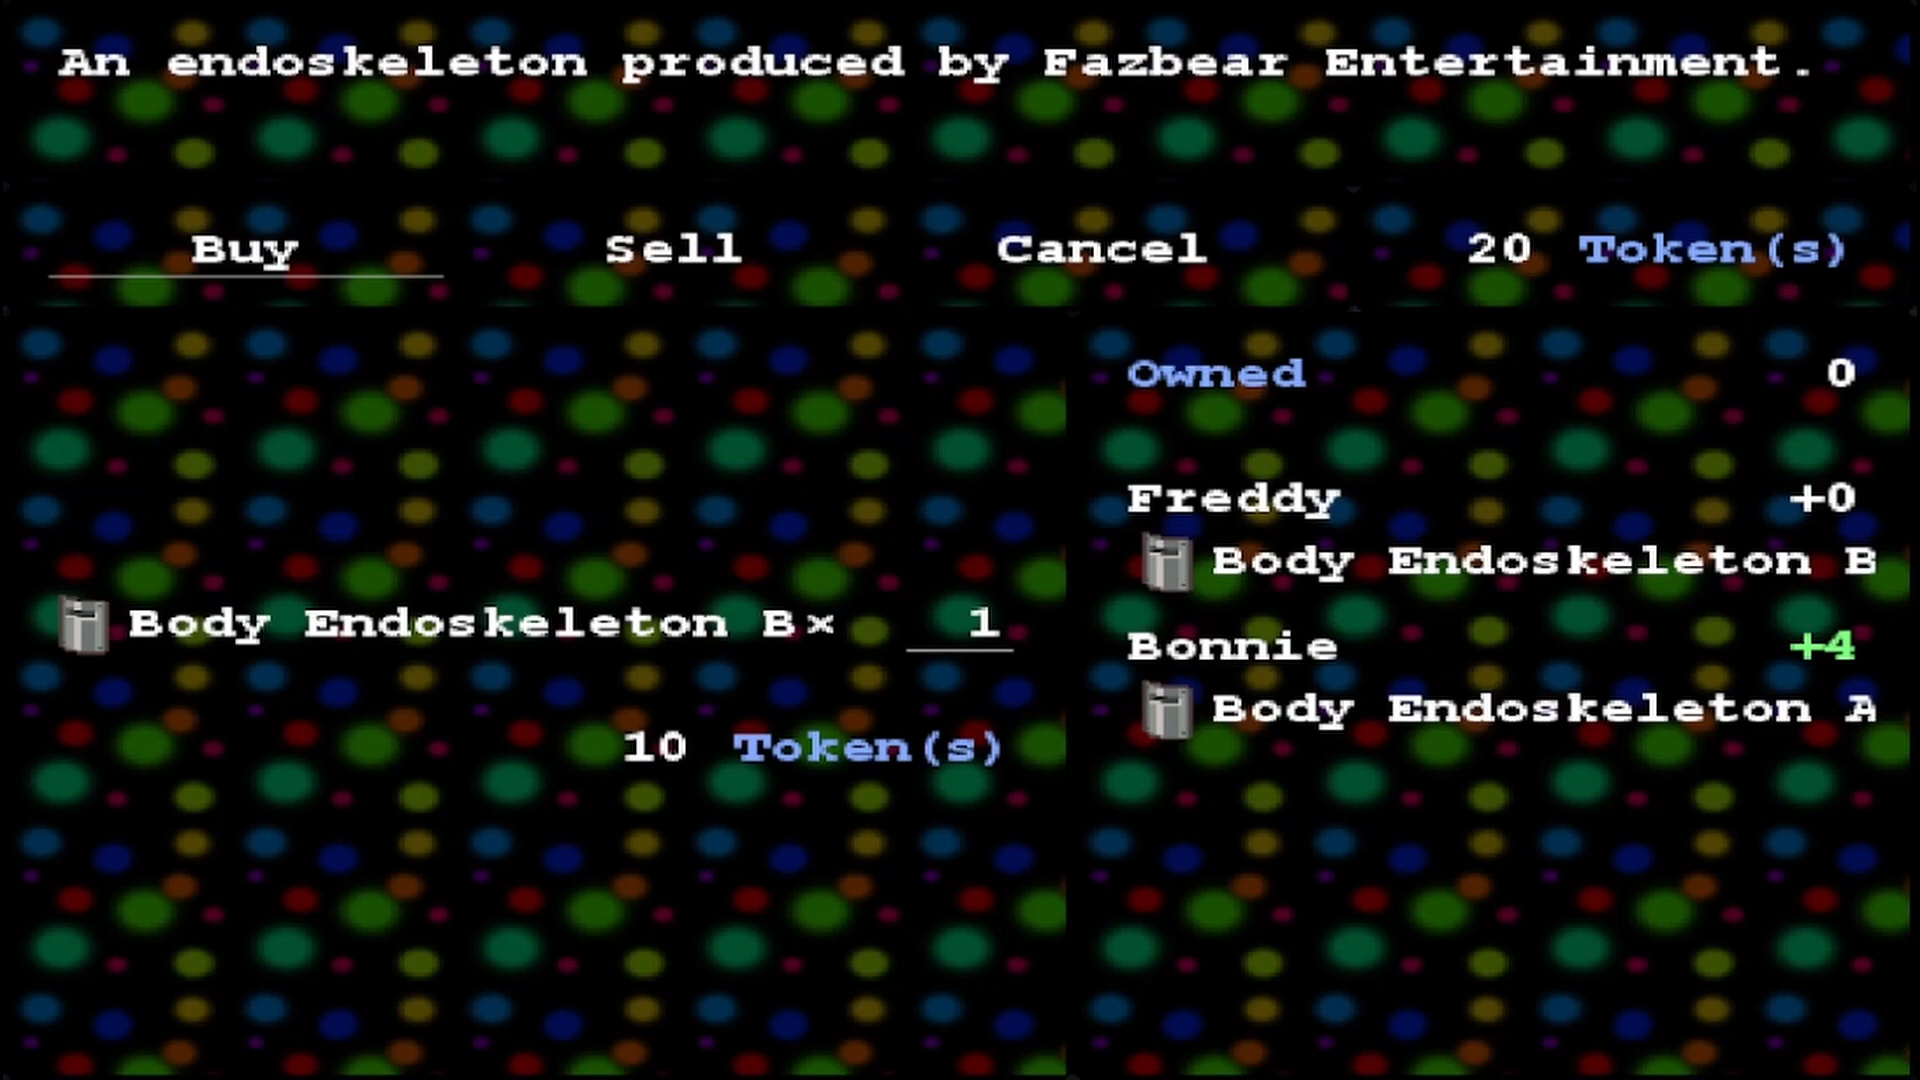 An endoskeleton produced by Fazbear Entertainment.
Buy Sell Cancel 20 Token(s)
Owned 0
Freddy +0
Body Endoskeleton B
Bonnie +4
Body Endoskeleton A
Body Endoskeleton B× 1
10 Token(s)